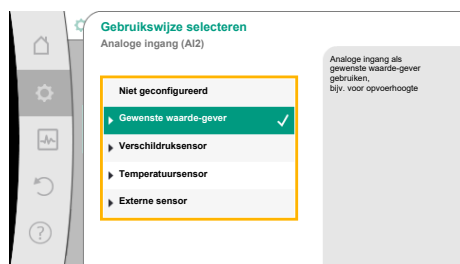 Gebruikswijze selecteren
Analoge ingang (AI2)
Niet geconfigureerd
Gewenste waarde-gever
Verschildruksensor
Temperatuursensor
Externe sensor
Analoge ingang als
gewenste waarde-gever
gebruiken,
bijv. voor opvoerhoogte